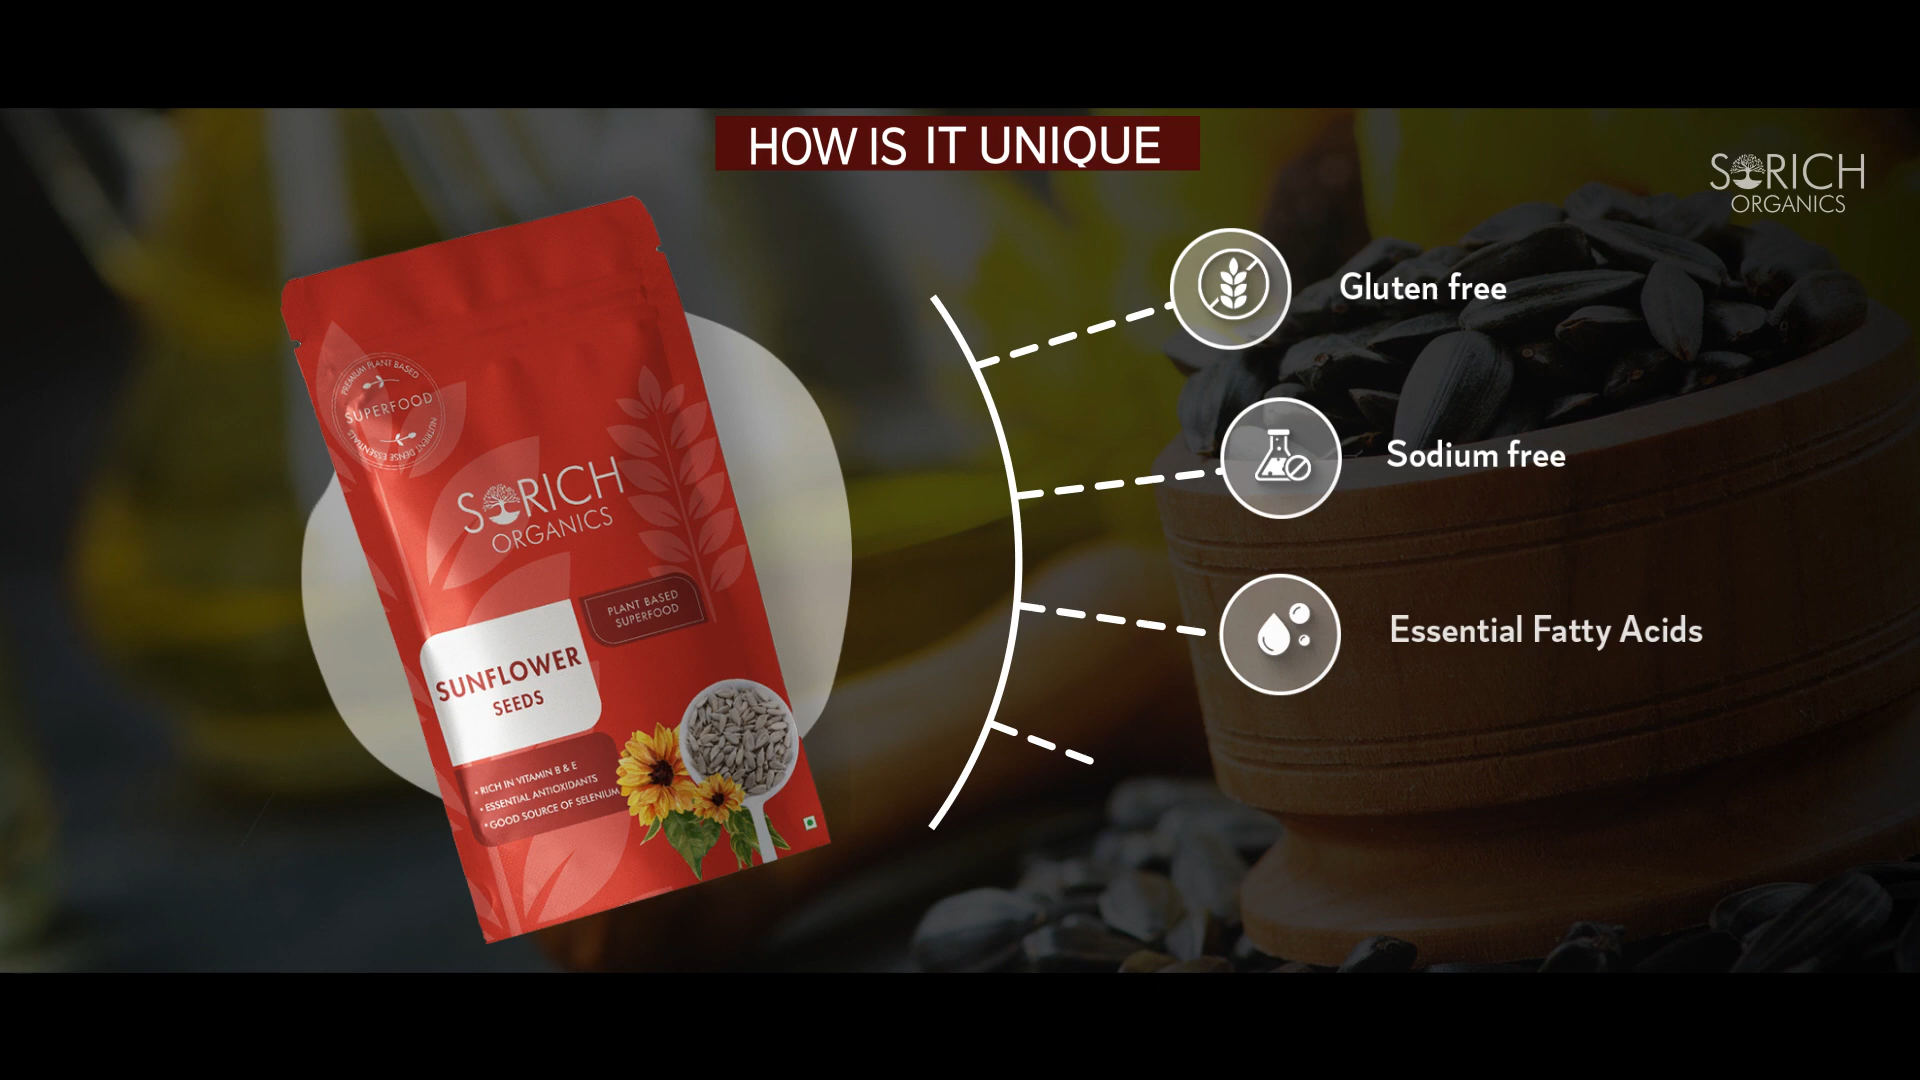 HOW IS IT UNIQUE
SORICH
ORGANICS
PREMIUM PLANT BASED
SUPERFOOD
NUTRIENT DENSE ESSENTIALS
SORICH
ORGANICS
PLANT BASED
SUPERFOOD
SUNFLOWER
SEEDS
• RICH IN VITAMIN B & E
• ESSENTIAL ANTIOXIDANTS
• GOOD SOURCE OF SELENIUM
Gluten free
Sodium free
Essential Fatty Acids